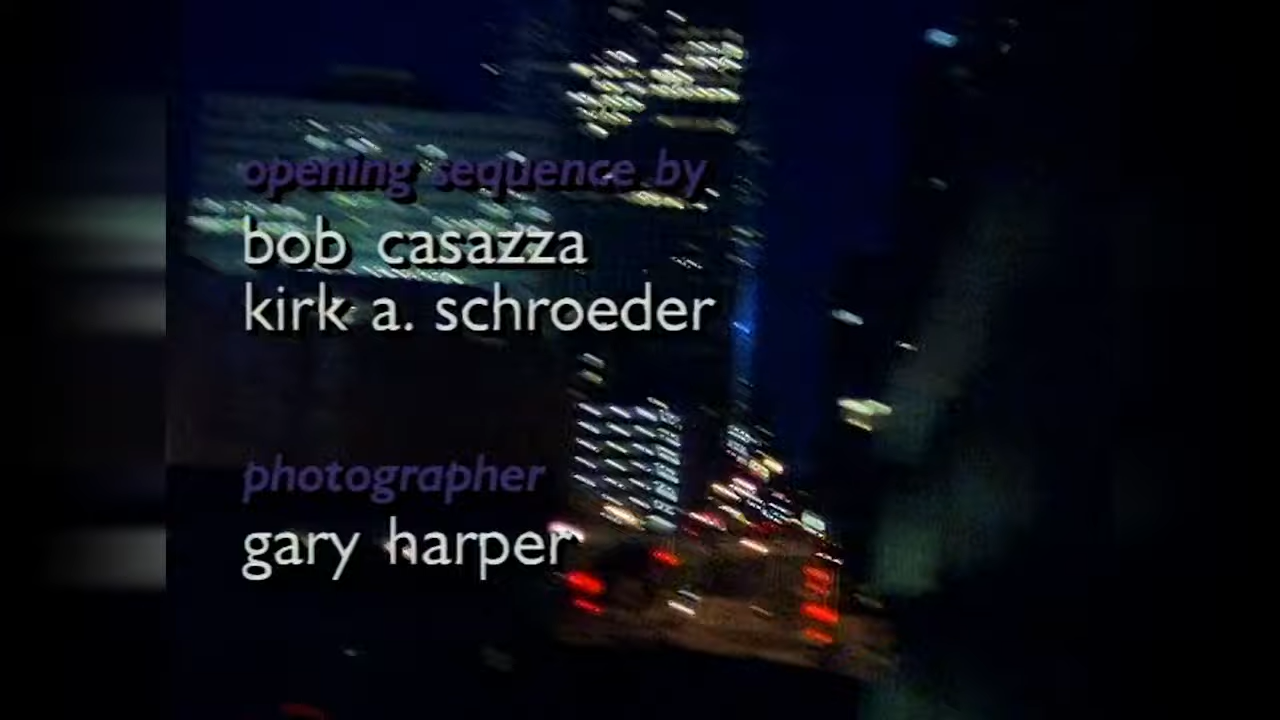 opening sequence by
bob casazza
kirk a. schroeder
photographer
gary harper